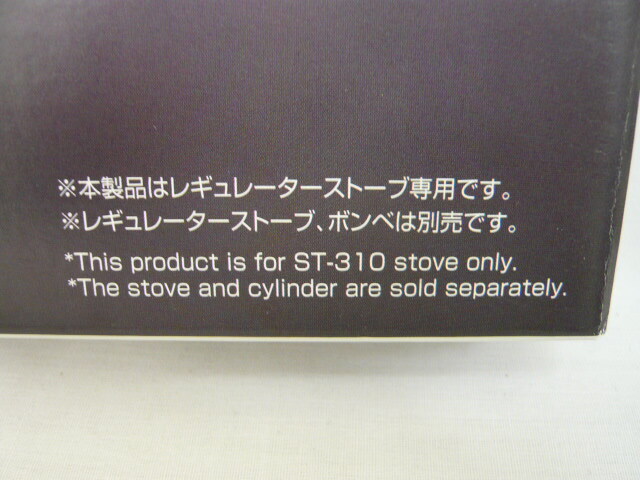 ※本製品はレギュレーターストーブ専用です。
※レギュレーターストーブ、ボンベは別売です。
*This product is for ST-310 stove only.
*The stove and cylinder are sold separately.